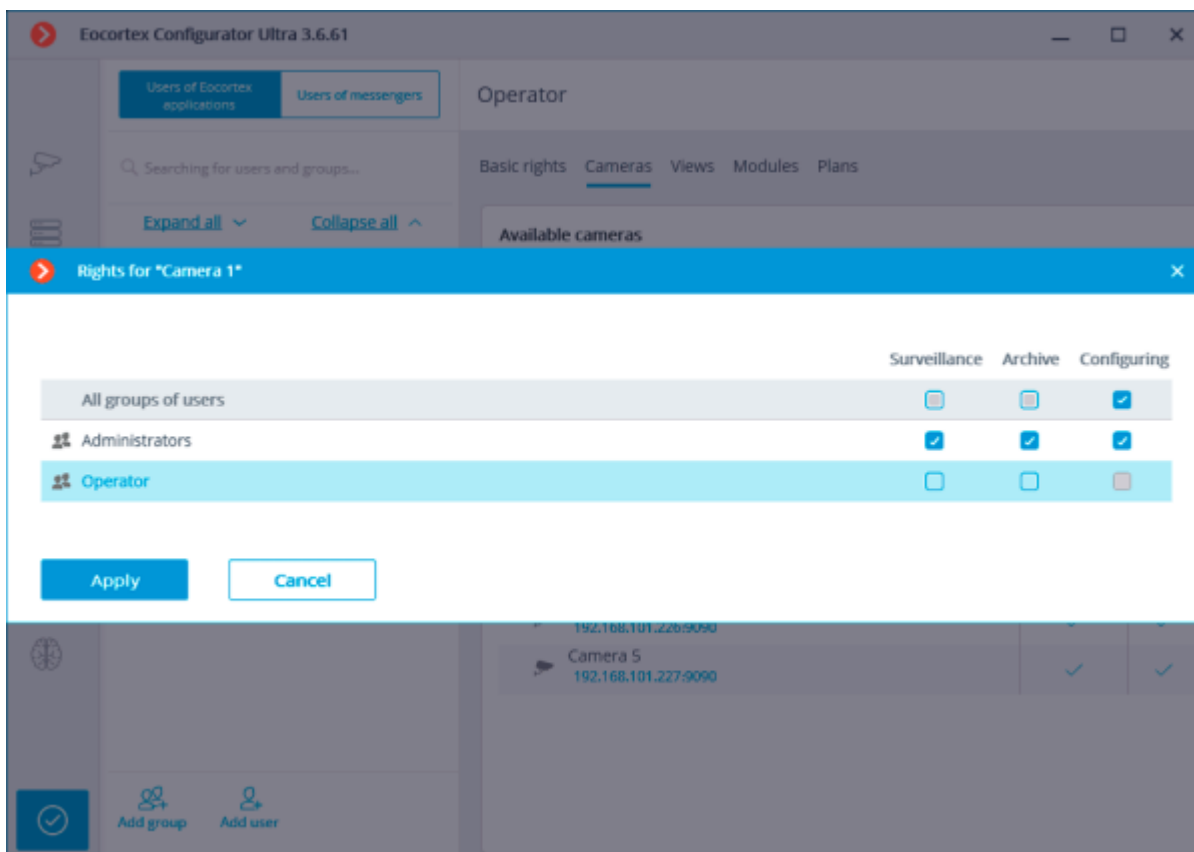 Eocortex Configurator Ultra 3.6.61
Users of Eocortex
applications
Users of messengers
Operator
Searching for users and groups...
Basic rights Cameras Views Modules Plans
Expand all Collapse all
Available cameras
Rights for "Camera 1"
Surveillance Archive Configuring
All groups of users
Administrators
Operator
Apply Cancel
192.168.101.226:9090
Camera 5
192.168.101.227:9090
Add group Add user